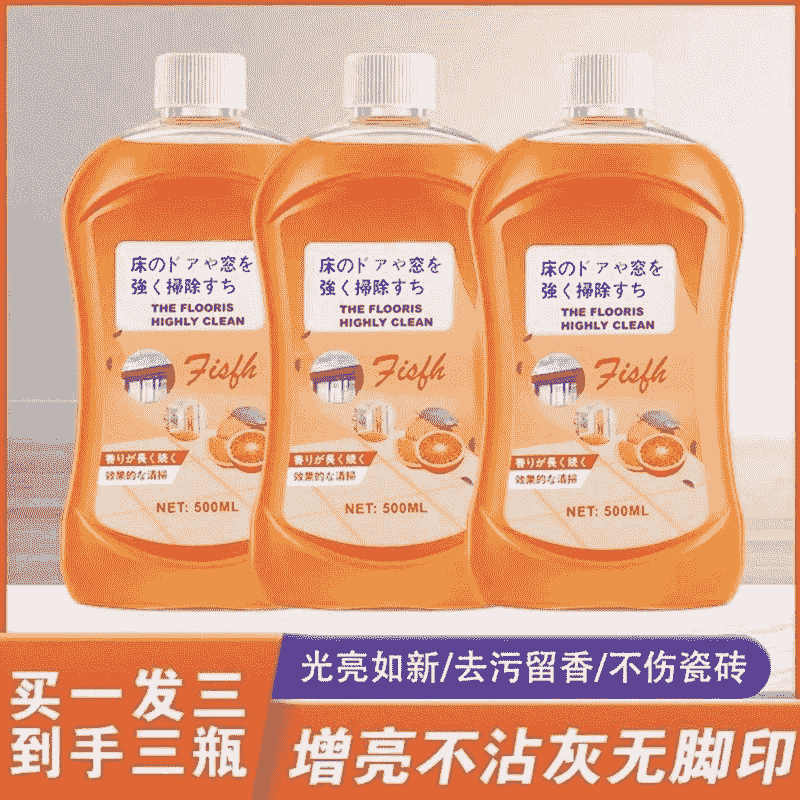 床のドアや窓を
強く掃除すち
THE FLOORIS
HIGHLY CLEAN
Fisfh
香りが長く続く
効果的な清掃
NET: 500ML
床のドアや窓を
強く掃除すち
THE FLOORIS
HIGHLY CLEAN
Fisfh
香りが長く続く
効果的な清掃
NET: 500ML
床のドアや窓を
強く掃除すち
THE FLOORIS
HIGHLY CLEAN
Fisfh
香りが長く続く
効果的な清掃
NET: 500ML
光亮如新/去污留香/不伤瓷砖
买一发三
到手三瓶
增亮不沾灰无脚印